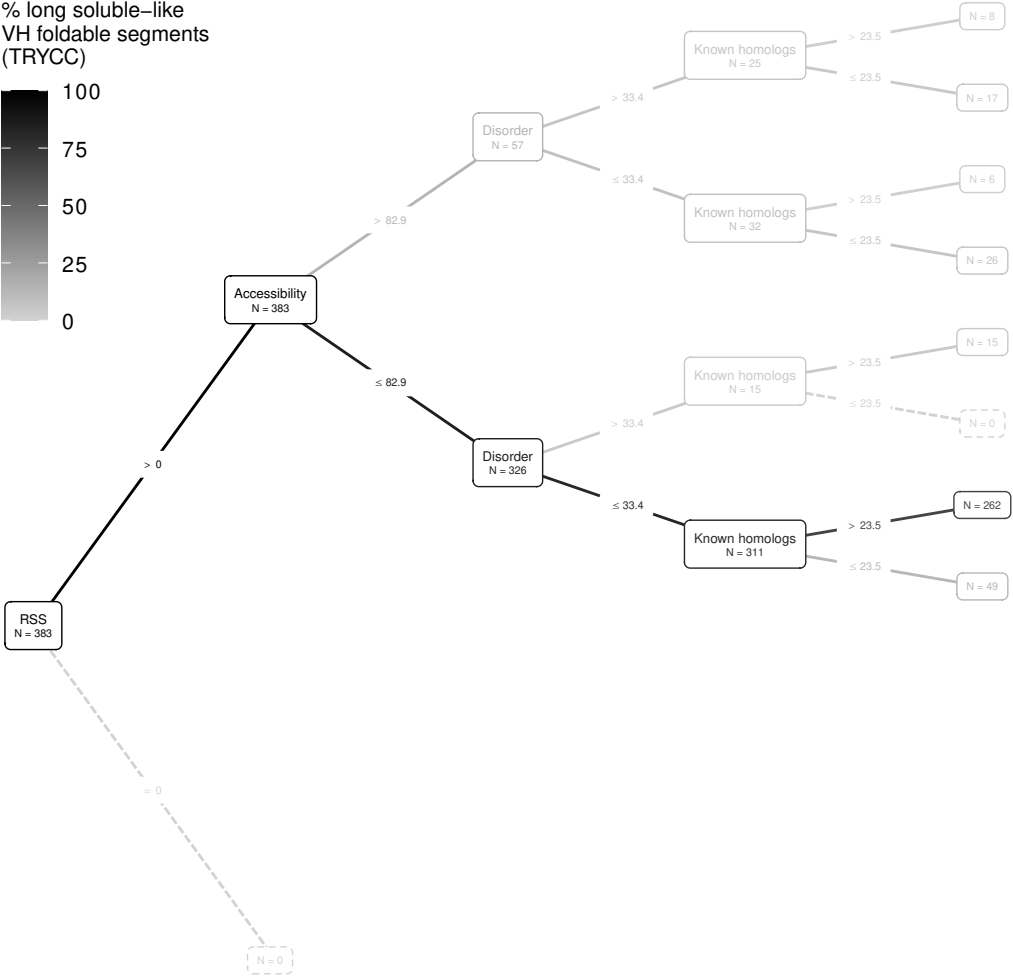 % long soluble−like
VH foldable segments
(TRYCC)
100
75
50
25
0
RSS
N = 383
> 0
= 0
N = 0
Accessibility
N = 383
> 82.9
≤ 82.9
Disorder
N = 57
> 33.4
≤ 33.4
Disorder
N = 326
> 33.4
≤ 33.4
Known homologs
N = 25
> 23.5
≤ 23.5
N = 8
N = 17
Known homologs
N = 32
> 23.5
≤ 23.5
N = 6
N = 26
Known homologs
N = 15
> 23.5
≤ 23.5
N = 15
N = 0
Known homologs
N = 311
> 23.5
≤ 23.5
N = 262
N = 49